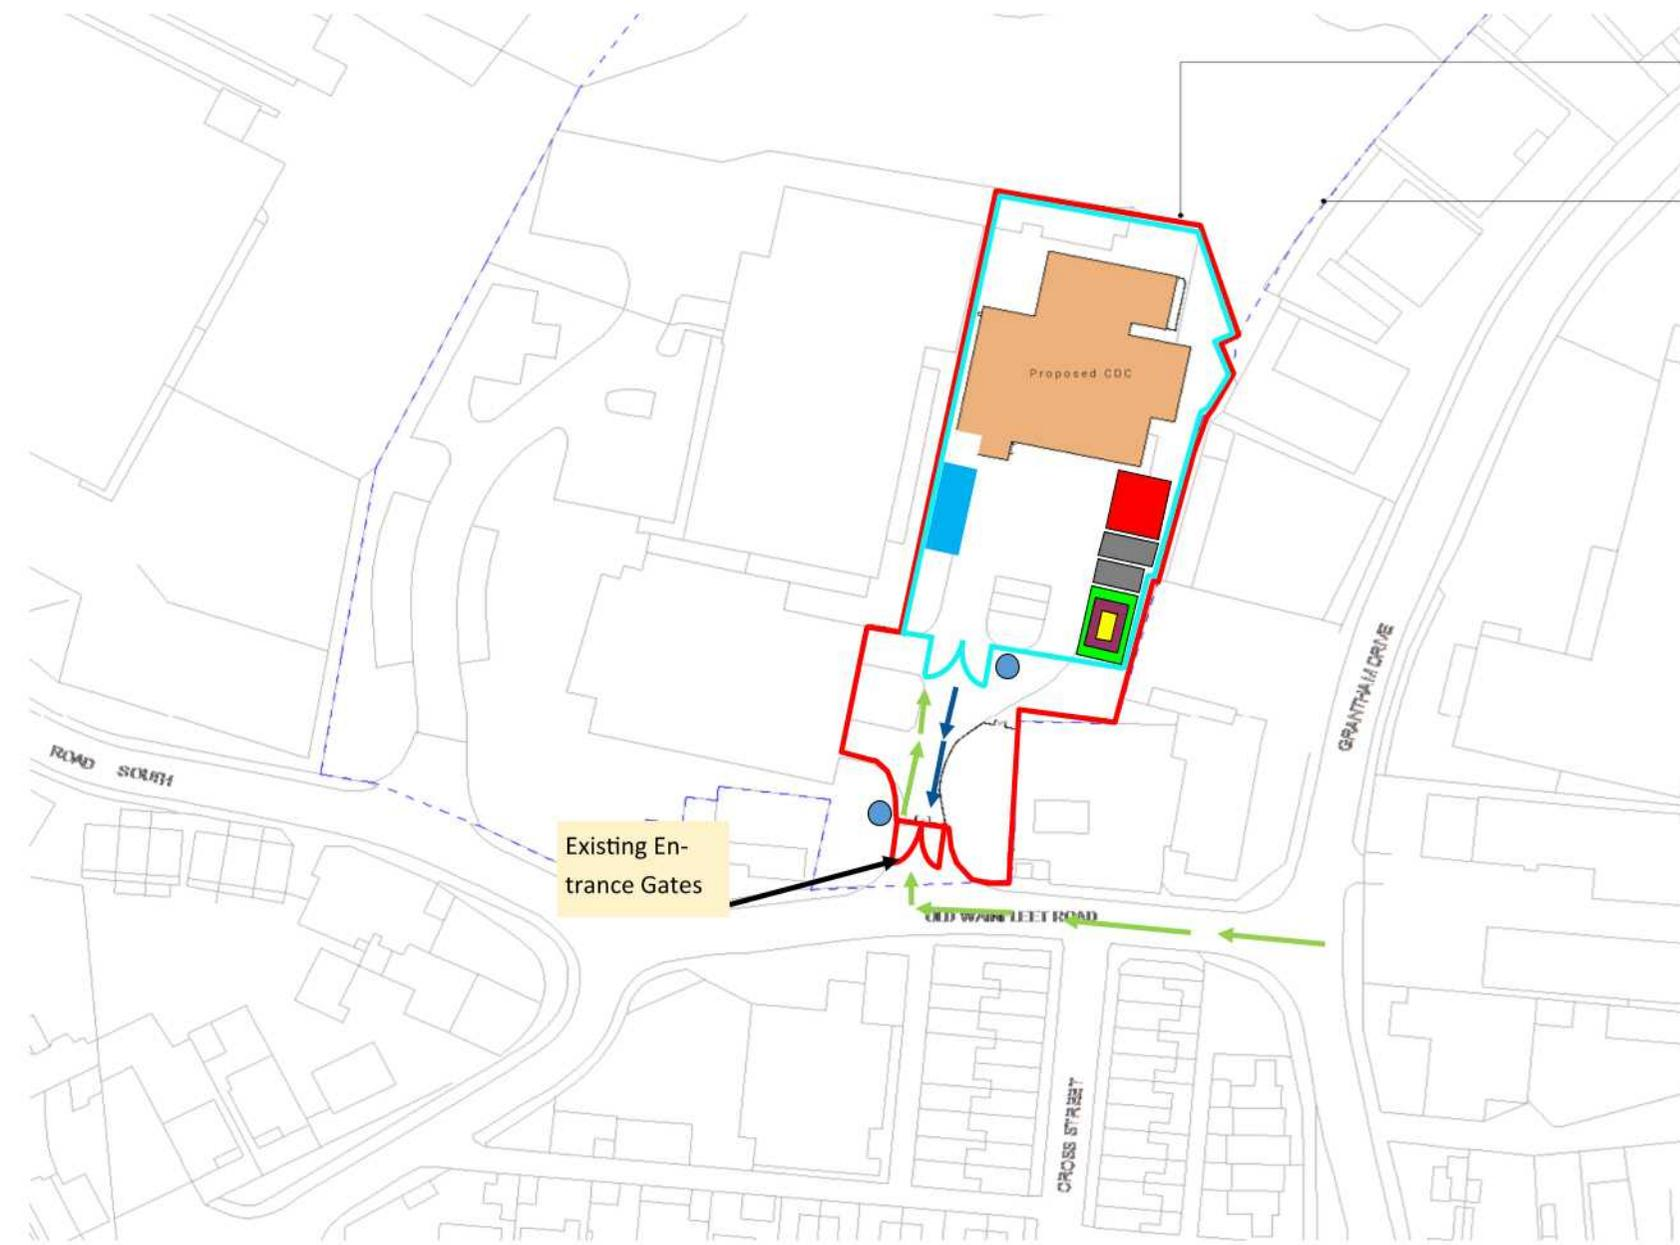 Proposed CDC
GRANTHAM DRIVE
ROAD SOUTH
Existing En-
trance Gates
OLD WAINFLEET ROAD
CROSS STREET